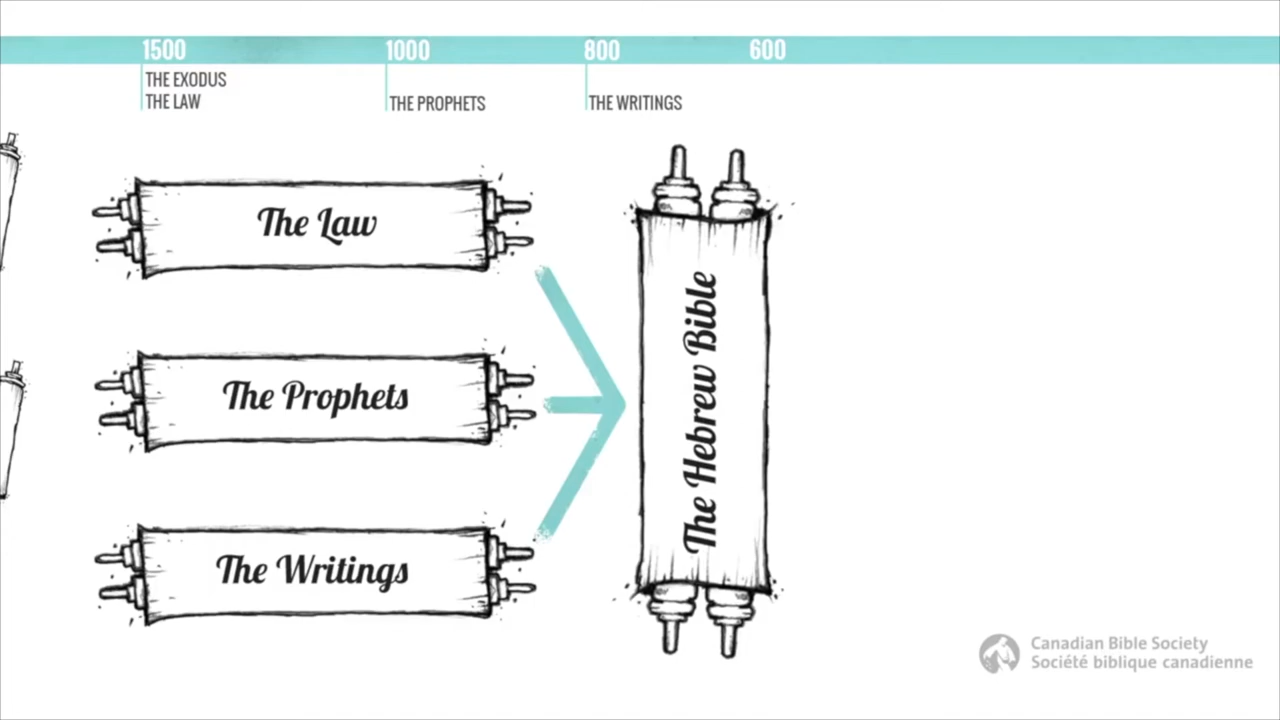 1500
1000
800
600
THE EXODUS
THE LAW
THE PROPHETS
THE WRITINGS
The Law
The Prophets
The Writings
The Hebrew Bible
Canadian Bible Society
Société biblique canadienne